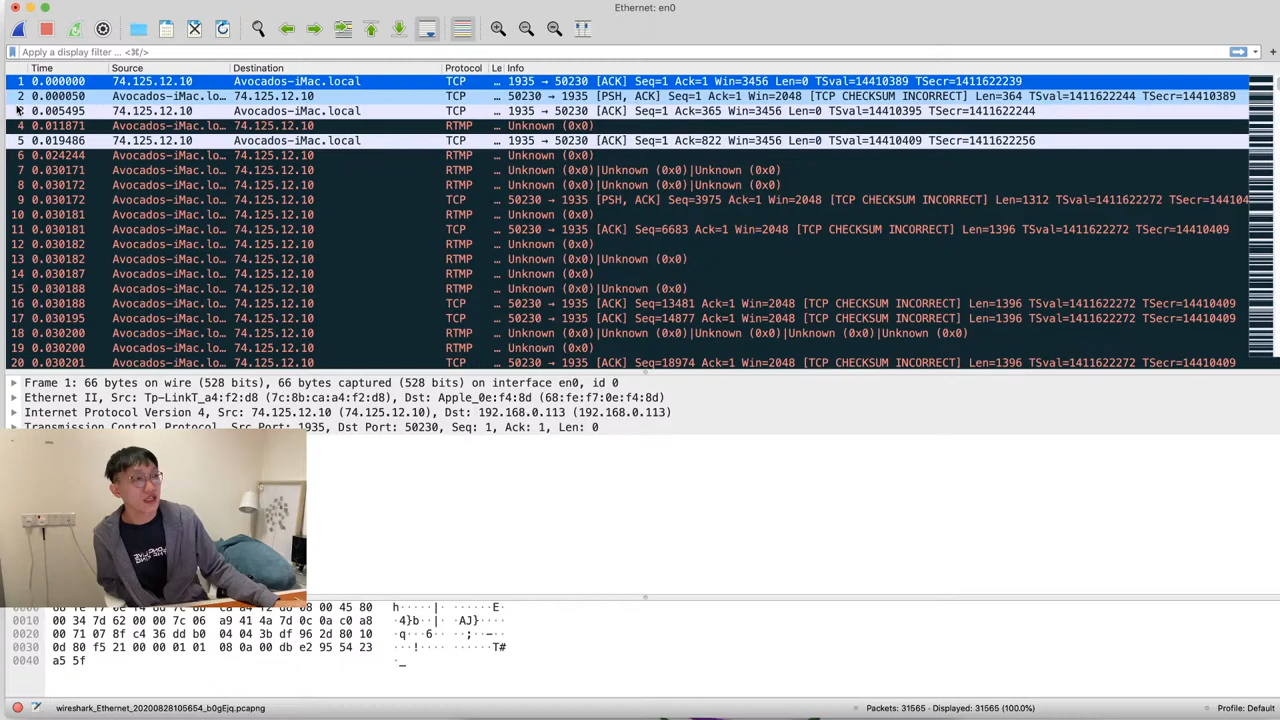 Ethernet: en0
Apply a display filter ... <⌘/>
Time Source Destination Protocol Le Info
1 0.000000 74.125.12.10 Avocados-iMac.local TCP … 1935 → 50230 [ACK] Seq=1 Ack=1 Win=3456 Len=0 TSval=14410389 TSecr=1411622239
2 0.000050 Avocados-iMac.lo… 74.125.12.10 TCP … 50230 → 1935 [PSH, ACK] Seq=1 Ack=1 Win=2048 [TCP CHECKSUM INCORRECT] Len=364 TSval=1411622244 TSecr=14410389
0.005495 74.125.12.10 Avocados-iMac.local TCP … 1935 → 50230 [ACK] Seq=1 Ack=365 Win=3456 Len=0 TSval=14410395 TSecr=1411622244
4 0.011871 Avocados-iMac.lo… 74.125.12.10 RTMP … Unknown (0x0)
5 0.019486 74.125.12.10 Avocados-iMac.local TCP … 1935 → 50230 [ACK] Seq=1 Ack=822 Win=3456 Len=0 TSval=14410409 TSecr=1411622256
6 0.024244 Avocados-iMac.lo… 74.125.12.10 RTMP … Unknown (0x0)
7 0.030171 Avocados-iMac.lo… 74.125.12.10 RTMP … Unknown (0x0)|Unknown (0x0)|Unknown (0x0)
8 0.030172 Avocados-iMac.lo… 74.125.12.10 RTMP … Unknown (0x0)|Unknown (0x0)|Unknown (0x0)
9 0.030172 Avocados-iMac.lo… 74.125.12.10 TCP … 50230 → 1935 [PSH, ACK] Seq=3975 Ack=1 Win=2048 [TCP CHECKSUM INCORRECT] Len=1312 TSval=1411622272 TSecr=144104
10 0.030181 Avocados-iMac.lo… 74.125.12.10 RTMP … Unknown (0x0)
11 0.030181 Avocados-iMac.lo… 74.125.12.10 TCP … 50230 → 1935 [ACK] Seq=6683 Ack=1 Win=2048 [TCP CHECKSUM INCORRECT] Len=1396 TSval=1411622272 TSecr=14410409
12 0.030182 Avocados-iMac.lo… 74.125.12.10 RTMP … Unknown (0x0)
13 0.030182 Avocados-iMac.lo… 74.125.12.10 RTMP … Unknown (0x0)|Unknown (0x0)
14 0.030187 Avocados-iMac.lo… 74.125.12.10 RTMP … Unknown (0x0)
15 0.030188 Avocados-iMac.lo… 74.125.12.10 RTMP … Unknown (0x0)|Unknown (0x0)
16 0.030188 Avocados-iMac.lo… 74.125.12.10 TCP … 50230 → 1935 [ACK] Seq=13481 Ack=1 Win=2048 [TCP CHECKSUM INCORRECT] Len=1396 TSval=1411622272 TSecr=14410409
17 0.030195 Avocados-iMac.lo… 74.125.12.10 TCP … 50230 → 1935 [ACK] Seq=14877 Ack=1 Win=2048 [TCP CHECKSUM INCORRECT] Len=1396 TSval=1411622272 TSecr=14410409
18 0.030200 Avocados-iMac.lo… 74.125.12.10 RTMP … Unknown (0x0)|Unknown (0x0)|Unknown (0x0)|Unknown (0x0)|Unknown (0x0)
19 0.030200 Avocados-iMac.lo… 74.125.12.10 RTMP … Unknown (0x0)
20 0.030201 Avocados-iMac.lo… 74.125.12.10 TCP … 50230 → 1935 [ACK] Seq=18974 Ack=1 Win=2048 [TCP CHECKSUM INCORRECT] Len=1396 TSval=1411622272 TSecr=14410409
Frame 1: 66 bytes on wire (528 bits), 66 bytes captured (528 bits) on interface en0, id 0
Ethernet II, Src: Tp-LinkT_a4:f2:d8 (7c:8b:ca:a4:f2:d8), Dst: Apple_0e:f4:8d (68:fe:f7:0e:f4:8d)
Internet Protocol Version 4, Src: 74.125.12.10 (74.125.12.10), Dst: 192.168.0.113 (192.168.0.113)
Transmission Control Protocol, Src Port: 1935, Dst Port: 50230, Seq: 1, Ack: 1, Len: 0
08 00 45 80 h·····|· ······E·
0010 00 34 7d 62 00 00 7c 06 a9 41 4a 7d 0c 0a c0 a8 ·4}b··|· ·AJ}····
0020 00 71 07 8f c4 36 dd b0 04 04 3b df 96 2d 80 10 ·q···6·· ··;··-··
0030 0d 80 f5 21 00 00 01 01 08 0a 00 db e2 95 54 23 ···!···· ······T#
0040 a5 5f ·_
wireshark_Ethernet_20200828105654_b0gEjq.pcapng Packets: 31565 · Displayed: 31565 (100.0%) Profile: Default